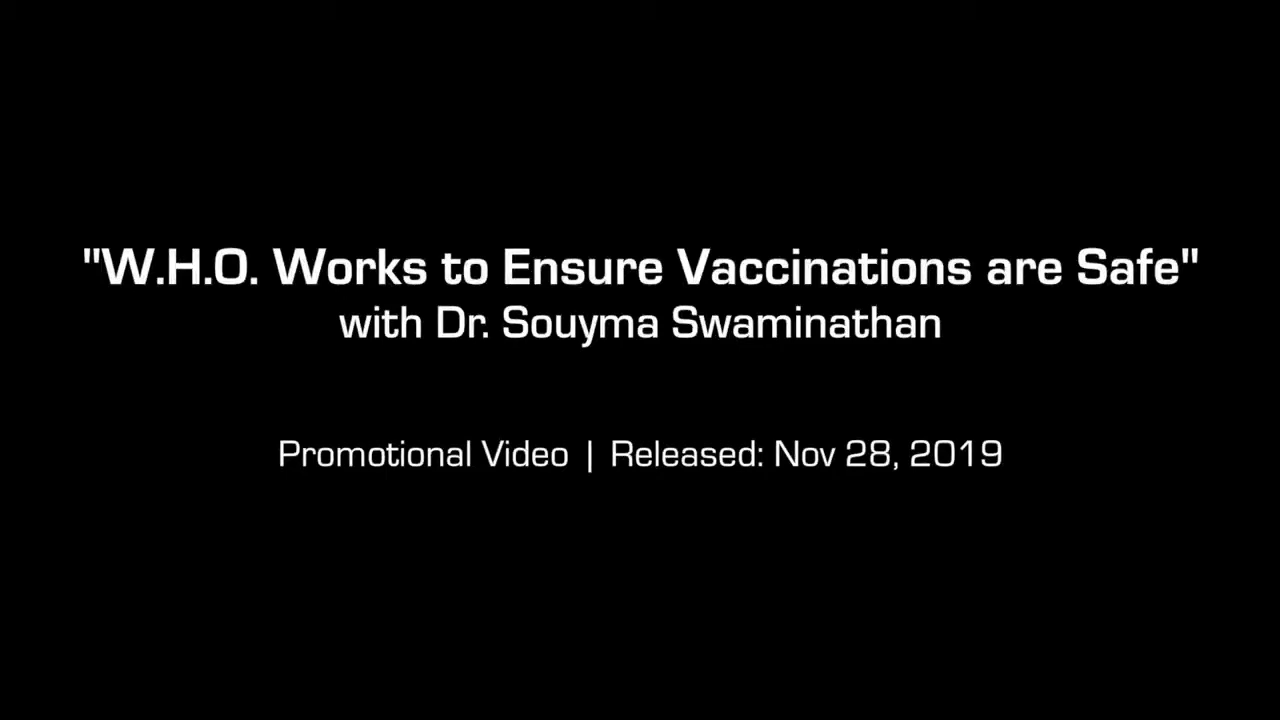 "W.H.O. Works to Ensure Vaccinations are Safe"
with Dr. Souyma Swaminathan
Promotional Video | Released: Nov 28, 2019